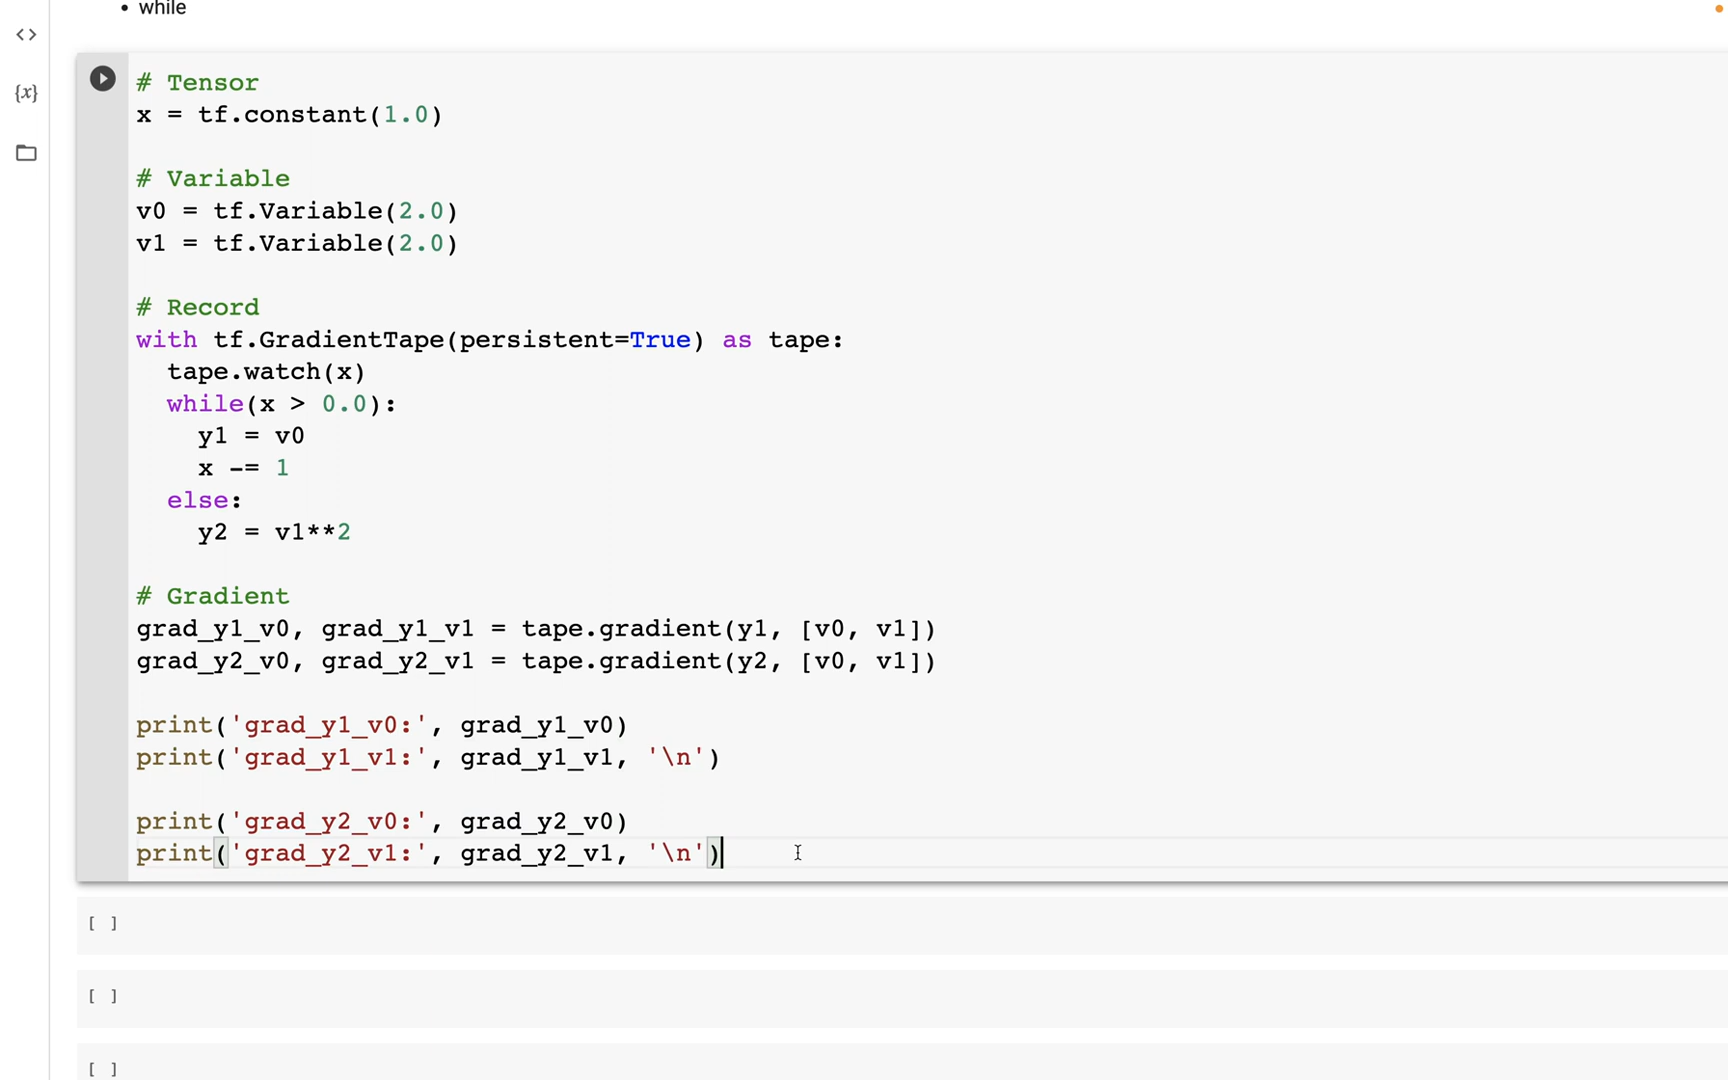 • while
<>
{x}
# Tensor
x = tf.constant(1.0)
# Variable
v0 = tf.Variable(2.0)
v1 = tf.Variable(2.0)
# Record
with tf.GradientTape(persistent=True) as tape:
  tape.watch(x)
  while(x > 0.0):
    y1 = v0
    x -= 1
  else:
    y2 = v1**2
# Gradient
grad_y1_v0, grad_y1_v1 = tape.gradient(y1, [v0, v1])
grad_y2_v0, grad_y2_v1 = tape.gradient(y2, [v0, v1])
print('grad_y1_v0:', grad_y1_v0)
print('grad_y1_v1:', grad_y1_v1, '\n')
print('grad_y2_v0:', grad_y2_v0)
print('grad_y2_v1:', grad_y2_v1, '\n')
[ ]
[ ]
[ ]